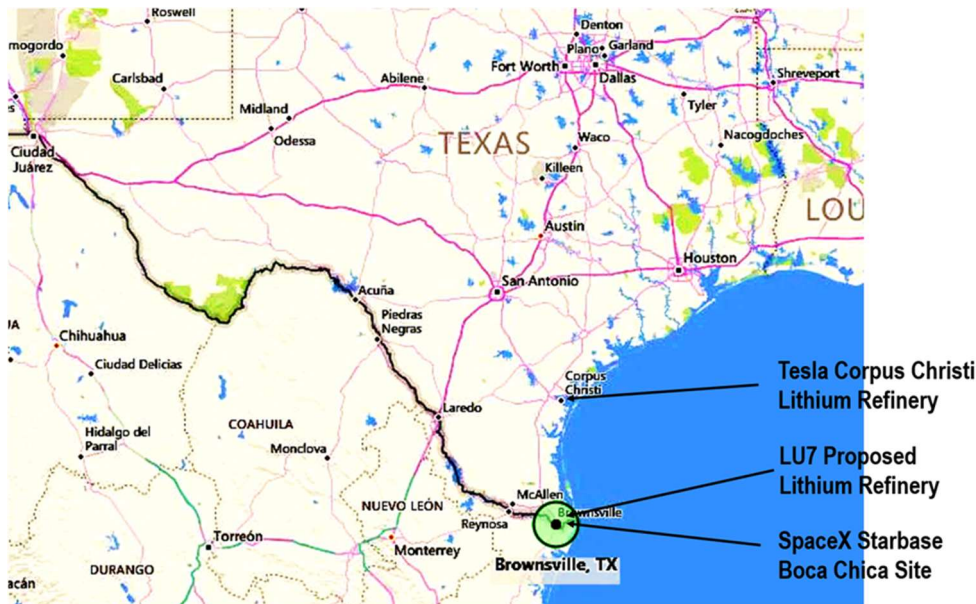 Roswell
Denton
Plano
Garland
Fort Worth
Dallas
Shreveport
Carlsbad
Abilene
Midland
Odessa
Tyler
TEXAS
Waco
Nacogdoches
Killeen
Ciudad
Juárez
LOU
Austin
Houston
San Antonio
Acuña
Piedras
Negras
Chihuahua
Ciudad Delicias
Corpus
Christi
Tesla Corpus Christi
Lithium Refinery
Laredo
COAHUILA
Hidalgo del
Parral
Monclova
LU7 Proposed
Lithium Refinery
McAllen
NUEVO LEÓN
Reynosa
Brownsville
Torreón
Monterrey
SpaceX Starbase
Boca Chica Site
Brownsville, TX
DURANGO